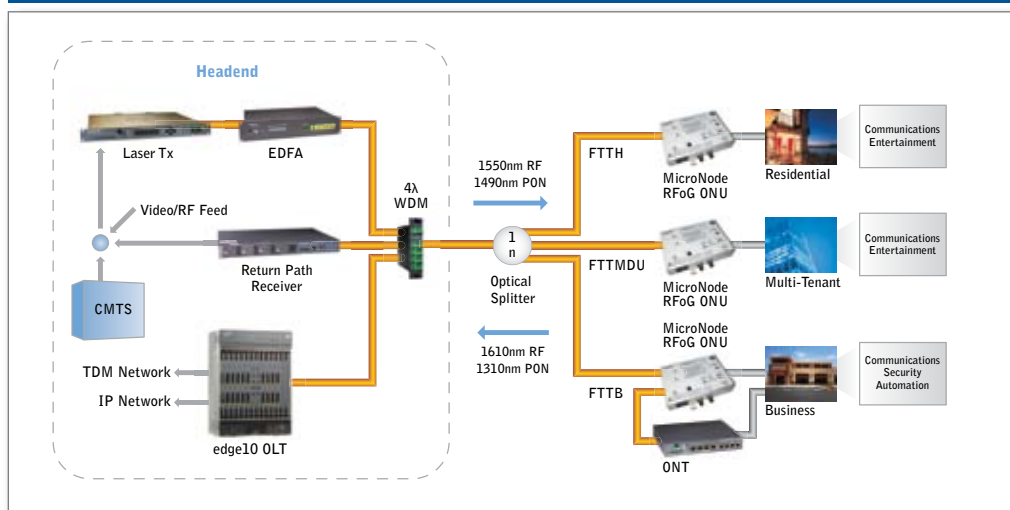 Headend
Laser Tx
EDFA
Video/RF Feed
Return Path
Receiver
CMTS
TDM Network
IP Network
edge10 OLT
4λ
WDM
1550nm RF
1490nm PON
1
n
Optical
Splitter
1610nm RF
1310nm PON
FTTH
MicroNode
RFoG ONU
Residential
Communications
Entertainment
FTTMDU
MicroNode
RFoG ONU
Multi-Tenant
Communications
Entertainment
MicroNode
RFoG ONU
FTTB
Business
Communications
Security
Automation
ONT